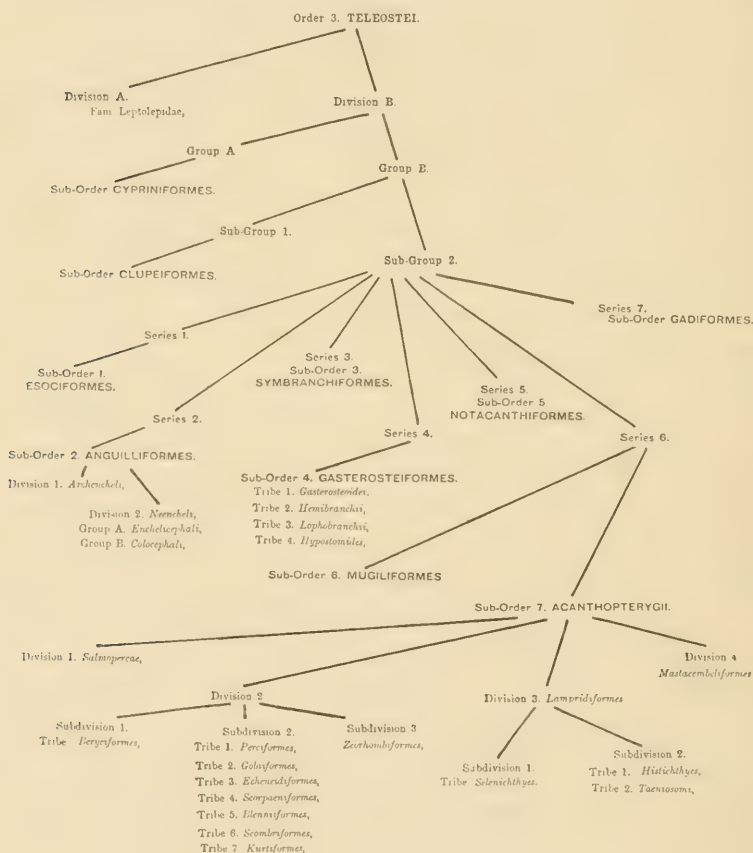 Order 3. TELEOSTEI.
Division A.
Fam Leptolepidae,
Division B.
Group A
Sub-Order CYPRINIFORMES.
Group B.
Sub-Group 1.
Sub-Order CLUPEIFORMES.
Sub-Group 2.
Series 7.
Sub-Order GADIFORMES.
Series 1.
Sub-Order 1.
ESOCIFORMES.
Series 3.
Sub-Order 3.
SYMBRANCHIFORMES.
Series 5.
Sub-Order 5
NOTACANTHIFORMES.
Series 2.
Sub-Order 2. ANGUILLIFORMES.
Division 1. Archencheli,
Division 2. Neencheli,
Group A. Enchelicephali,
Group B. Colocephali,
Series 4.
Sub-Order 4. GASTEROSTEIFORMES.
Tribe 1. Gasterosteoidei,
Tribe 2. Hemibranchii,
Tribe 3. Lophobranchii,
Tribe 4. Hypostomides,
Series 6.
Sub-Order 6. MUGILIFORMES
Sub-Order 7. ACANTHOPTERYGII.
Division 1. Salmopercae,
Division 4
Mastacembeliformes
Division 2
Division 3. Lampridiformes
Subdivision 1.
Tribe Beryciformes,
Subdivision 2.
Tribe 1. Perciformes,
Tribe 2. Gobiiformes,
Tribe 3. Echeneidiformes,
Tribe 4. Scorpaeniformes,
Tribe 5. Blenniiformes,
Tribe 6. Scombriformes,
Tribe 7. Kurtiformes,
Subdivision 3
Zeorhombiformes,
Subdivision 1.
Tribe Selenichthyes.
Subdivision 2.
Tribe 1. Histichthyes,
Tribe 2. Taeniosomi,